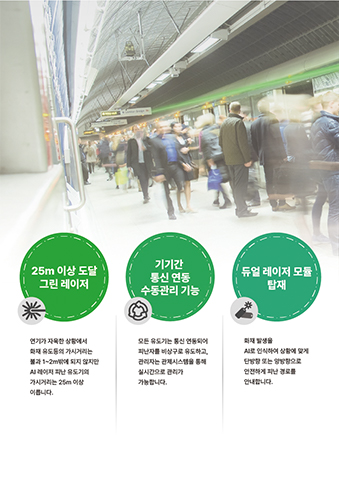 25m 이상 도달
그린 레이저
기기간
통신 연동
수동관리 기능
듀얼 레이저 모듈
탑재
연기가 자욱한 상황에서
화재 유도등의 가시거리는
불과 1~2m밖에 되지 않지만
AI 레이저 피난 유도기의
가시거리는 25m 이상
이릅니다.
모든 유도기는 통신 연동되어
피난자를 비상구로 유도하고,
관리자는 관제시스템을 통해
실시간으로 관리가
가능합니다.
화재 발생을
AI로 인식하여 상황에 맞게
단방향 또는 양방향으로
안전하게 피난 경로를
안내합니다.